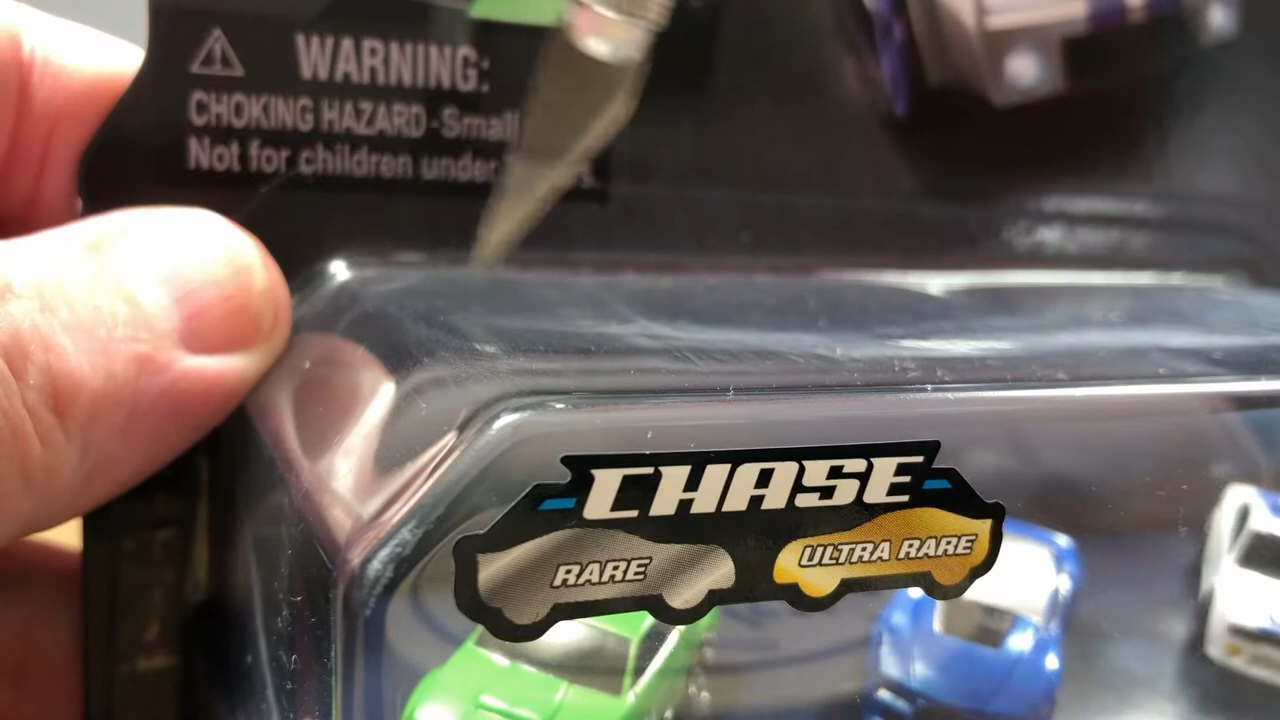 WARNING:
CHOKING HAZARD-Small
Not for children under
CHASE
RARE
ULTRA RARE